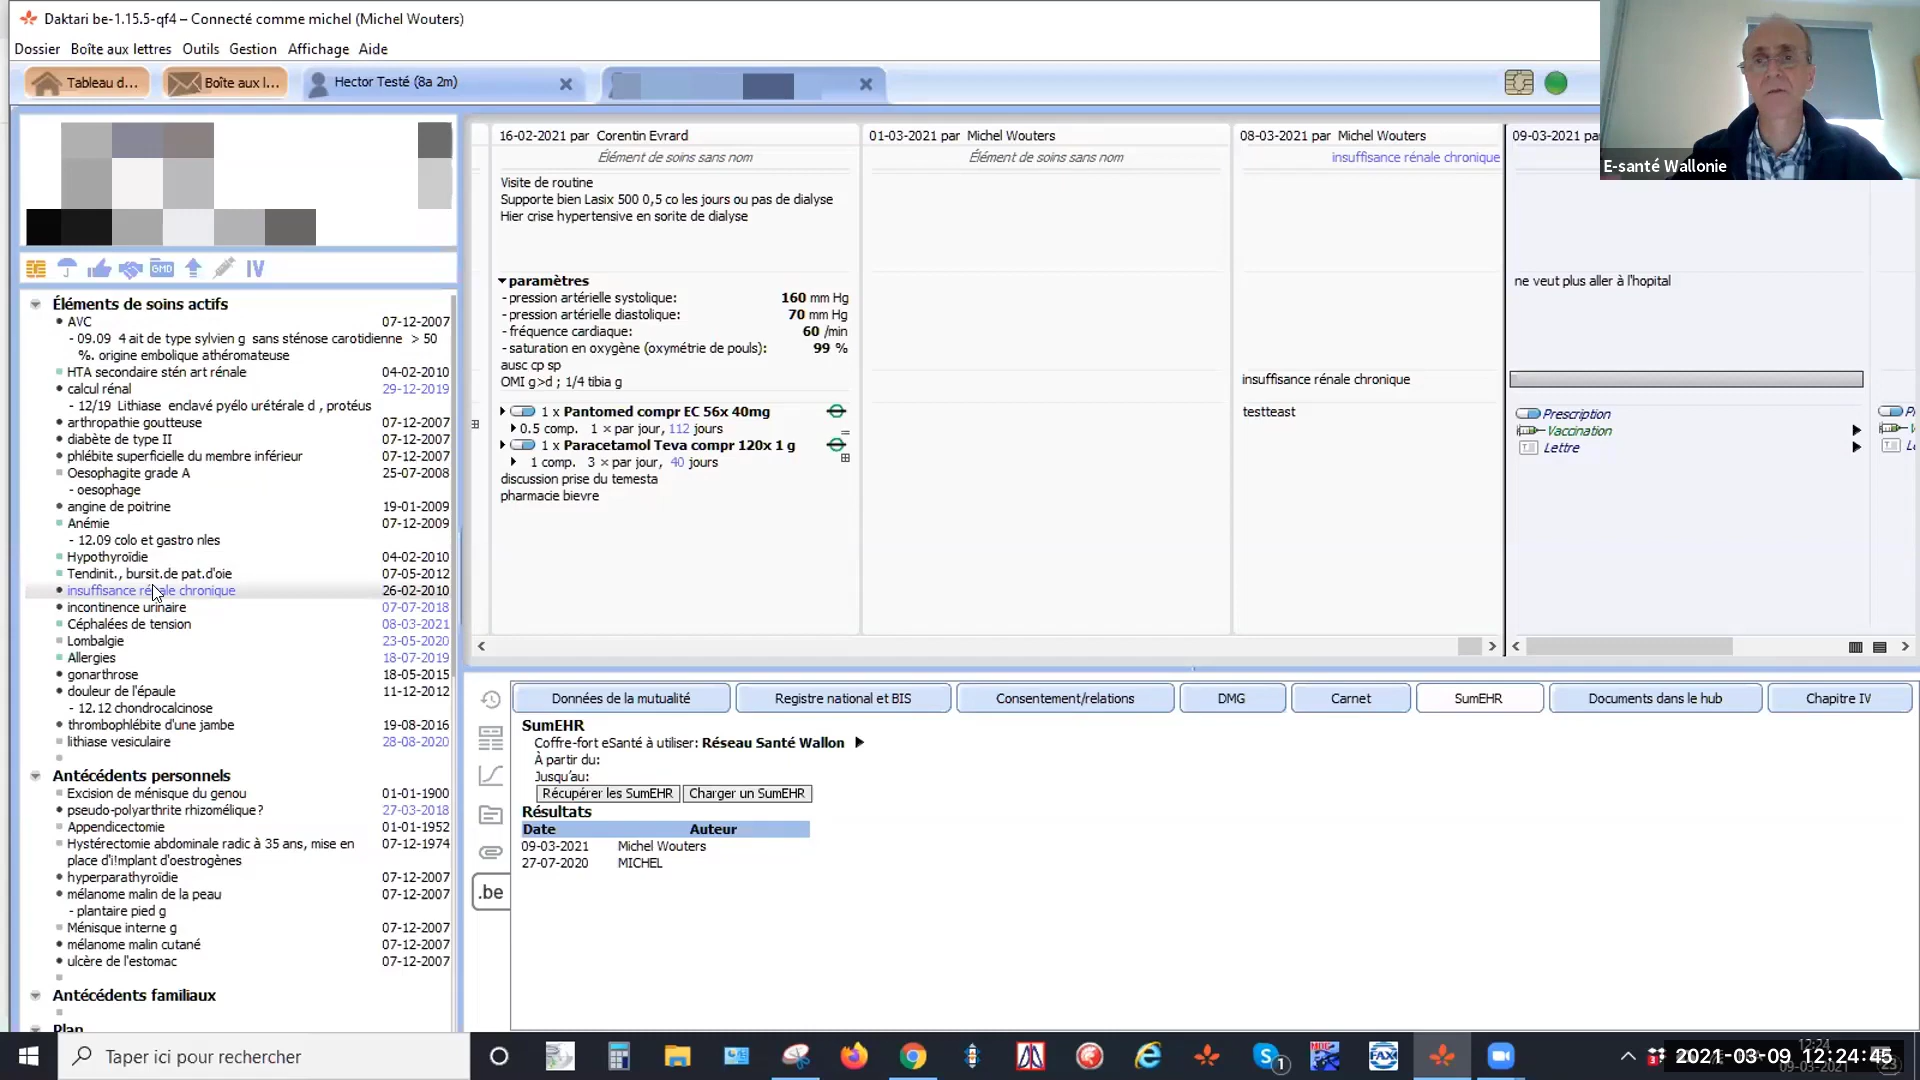 Daktari be-1.15.5-qf4 – Connecté comme michel (Michel Wouters)
Dossier Boîte aux lettres Outils Gestion Affichage Aide
Tableau d... Boîte aux l... Hector Testé (8a 2m)
E-santé Wallonie
GMD IV
Éléments de soins actifs
• AVC 07-12-2007
- 09.09 4 ait de type sylvien g sans sténose carotidienne > 50
%. origine embolique athéromateuse
HTA secondaire stén art rénale 04-02-2010
• calcul rénal 29-12-2019
- 12/19 Lithiase enclavé pyélo urétérale d , protéus
• arthropathie goutteuse 07-12-2007
• diabète de type II 07-12-2007
• phlébite superficielle du membre inférieur 07-12-2007
Oesophagite grade A 25-07-2008
- oesophage
• angine de poitrine 19-01-2009
Anémie 07-12-2009
- 12.09 colo et gastro nles
Hypothyroïdie 04-02-2010
Tendinit., bursit.de pat.d'oie 07-05-2012
• insuffisance rénale chronique 26-02-2010
• incontinence urinaire 07-07-2018
Céphalées de tension 08-03-2021
Lombalgie 23-05-2020
Allergies 18-07-2019
• gonarthrose 18-05-2015
• douleur de l'épaule 11-12-2012
- 12.12 chondrocalcinose
• thrombophlébite d'une jambe 19-08-2016
• lithiase vesiculaire 28-08-2020
Antécédents personnels
Excision de ménisque du genou 01-01-1900
• pseudo-polyarthrite rhizomélique? 27-03-2018
Appendicectomie 01-01-1952
Hystérectomie abdominale radic à 35 ans, mise en 07-12-1974
place d'i!mplant d'oestrogènes
• hyperparathyroïdie 07-12-2007
• mélanome malin de la peau 07-12-2007
- plantaire pied g
Ménisque interne g 07-12-2007
• mélanome malin cutané 07-12-2007
• ulcère de l'estomac 07-12-2007
Antécédents familiaux
Plan
16-02-2021 par Corentin Evrard
Élément de soins sans nom
Visite de routine
Supporte bien Lasix 500 0,5 co les jours ou pas de dialyse
Hier crise hypertensive en sorite de dialyse
paramètres
- pression artérielle systolique: 160 mm Hg
- pression artérielle diastolique: 70 mm Hg
- fréquence cardiaque: 60 /min
- saturation en oxygène (oxymétrie de pouls): 99 %
ausc cp sp
OMI g>d ; 1/4 tibia g
1 x Pantomed compr EC 56x 40mg
0.5 comp. 1 × par jour, 112 jours
1 x Paracetamol Teva compr 120x 1 g
1 comp. 3 × par jour, 40 jours
discussion prise du temesta
pharmacie bievre
01-03-2021 par Michel Wouters
Élément de soins sans nom
08-03-2021 par Michel Wouters
insuffisance rénale chronique
insuffisance rénale chronique
testteast
09-03-2021 pa
ne veut plus aller à l'hopital
Prescription
Vaccination
Lettre
Données de la mutualité Registre national et BIS Consentement/relations DMG Carnet SumEHR Documents dans le hub Chapitre IV
SumEHR
Coffre-fort eSanté à utiliser: Réseau Santé Wallon
À partir du:
Jusqu'au:
Récupérer les SumEHR Charger un SumEHR
Résultats
Date Auteur
09-03-2021 Michel Wouters
27-07-2020 MICHEL
.be
Taper ici pour rechercher
FAX
2021-03-09 12:24:45